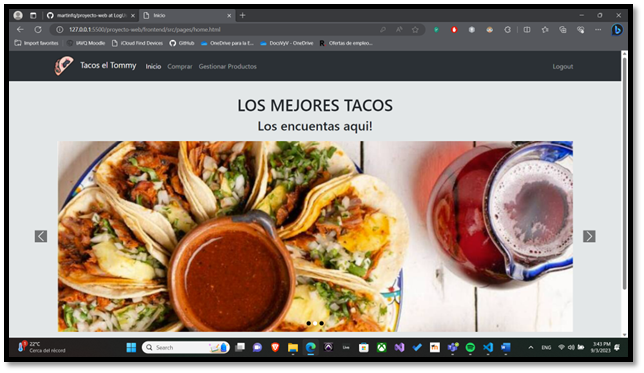 martinfq/proyecto-web at Logi
Inicio
127.0.0.1:5500/proyecto-web/frontend/src/pages/home.html
Import favorites
IAVQ Moodle
iCloud Find Devices
GitHub
OneDrive para la E...
DocsVyV - OneDrive
Ofertas de empleo...
Tacos el Tommy
Inicio
Comprar
Gestionar Productos
Logout
LOS MEJORES TACOS
Los encuentas aqui!
22°C
Cerca del récord
Search
ENG
3:43 PM
9/3/2023